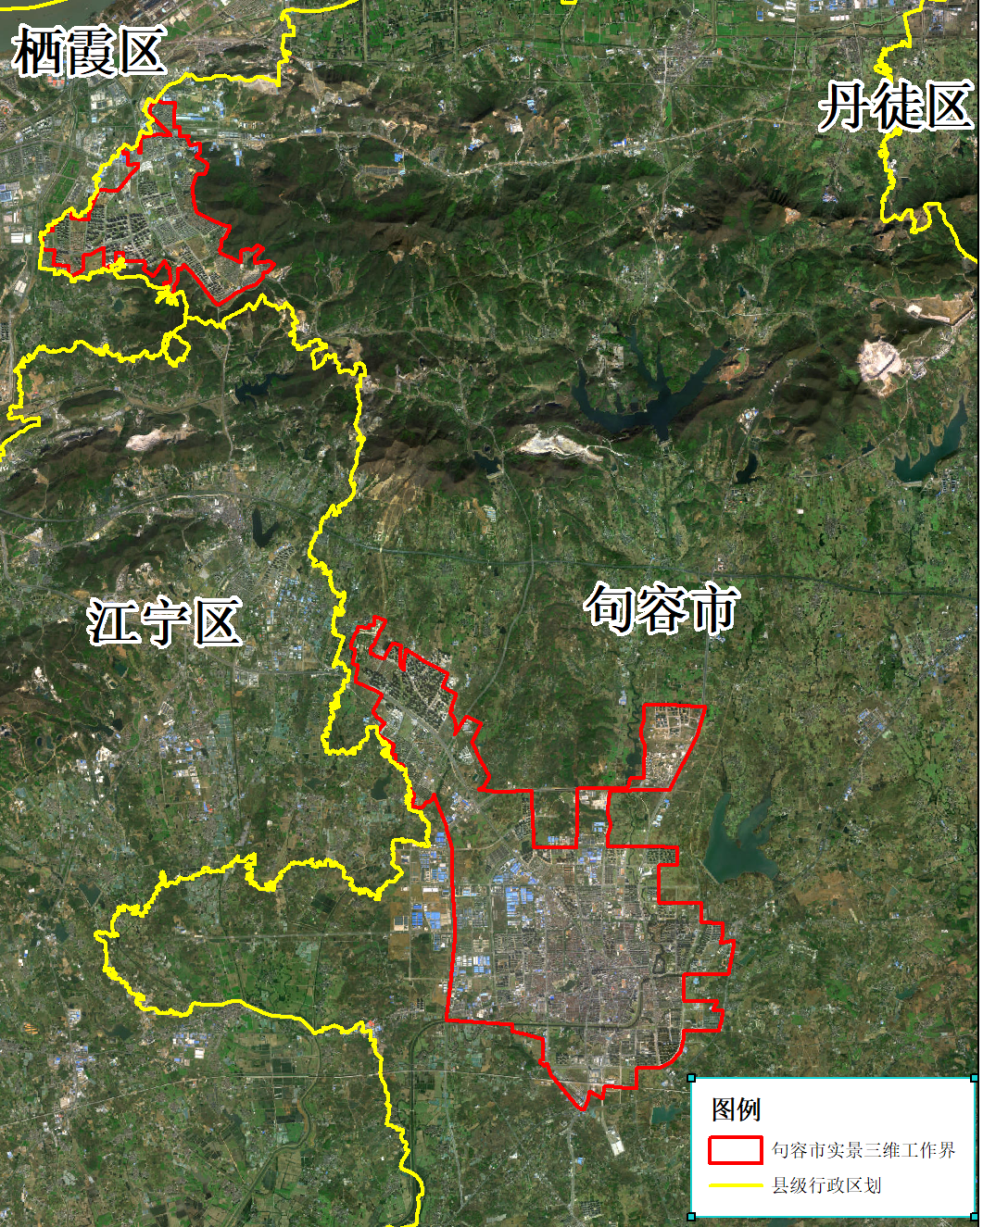 栖霞区
丹徒区
江宁区
句容市
图例
句容市实景三维工作界
县级行政区划